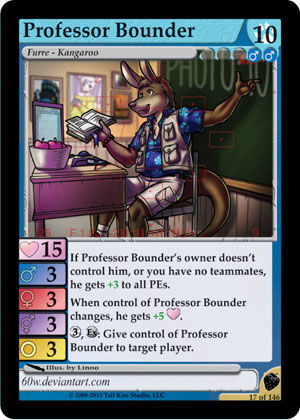 Professor Bounder
10
Furre - Kangaroo
PHOTO
15
3
3
3
3
If Professor Bounder's owner doesn't
control him, or you have no teammates,
he gets +3 to all PEs.
When control of Professor Bounder
changes, he gets +5 .
3, : Give control of Professor
Bounder to target player.
Illus. by Linno
60w.deviantart.com
© 2009-2013 Tail Kiss Studio, LLC
17 of 146